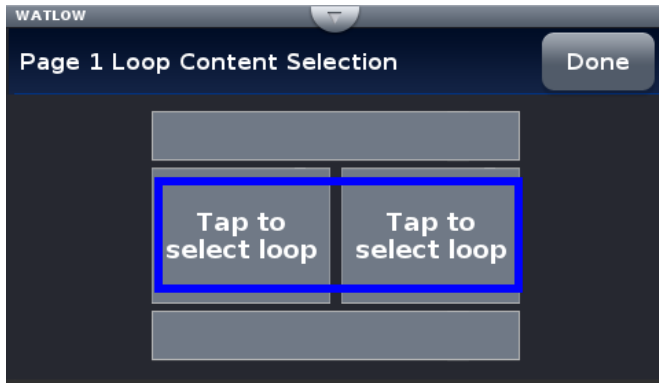 WATLOW
Page 1 Loop Content Selection
Done
Tap to
select loop
Tap to
select loop